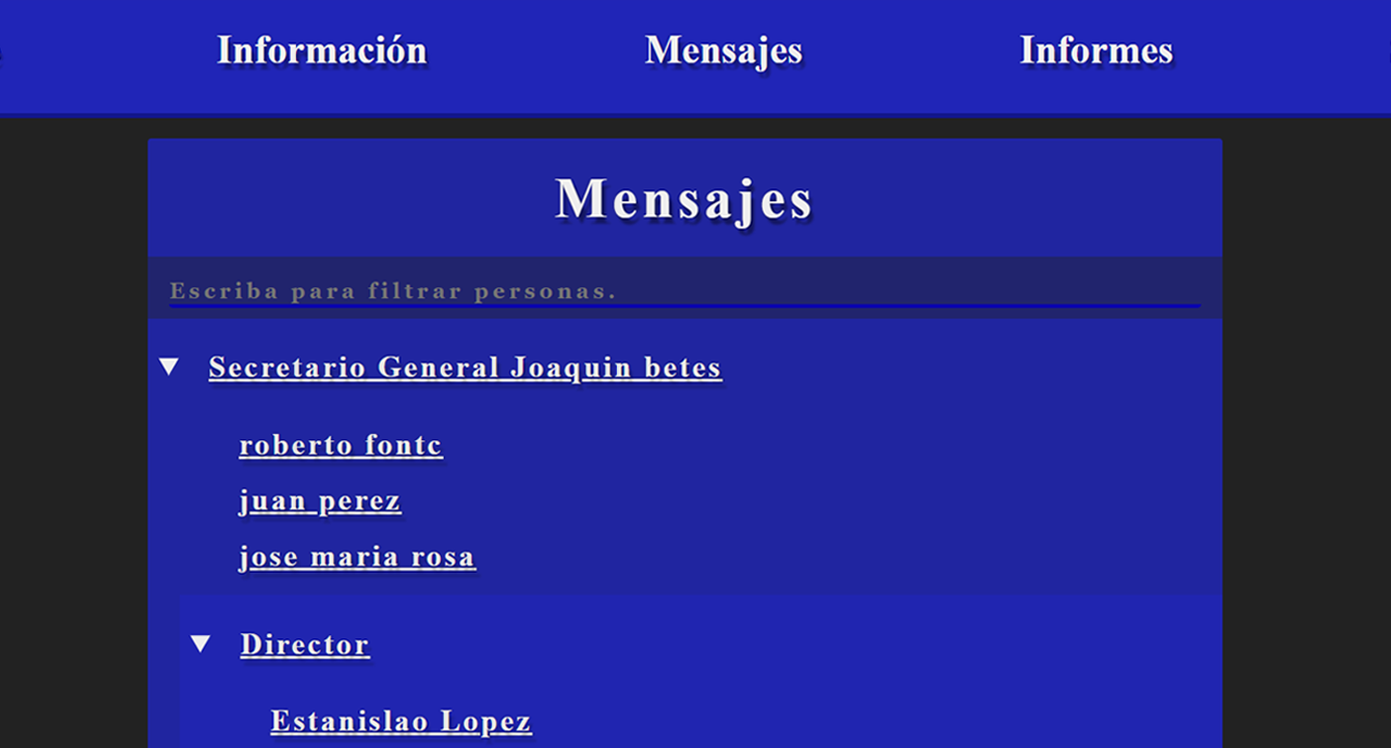 Información Mensajes Informes
Mensajes
Escriba para filtrar personas.
Secretario General Joaquin betes
roberto fontc
juan perez
jose maria rosa
Director
Estanislao Lopez